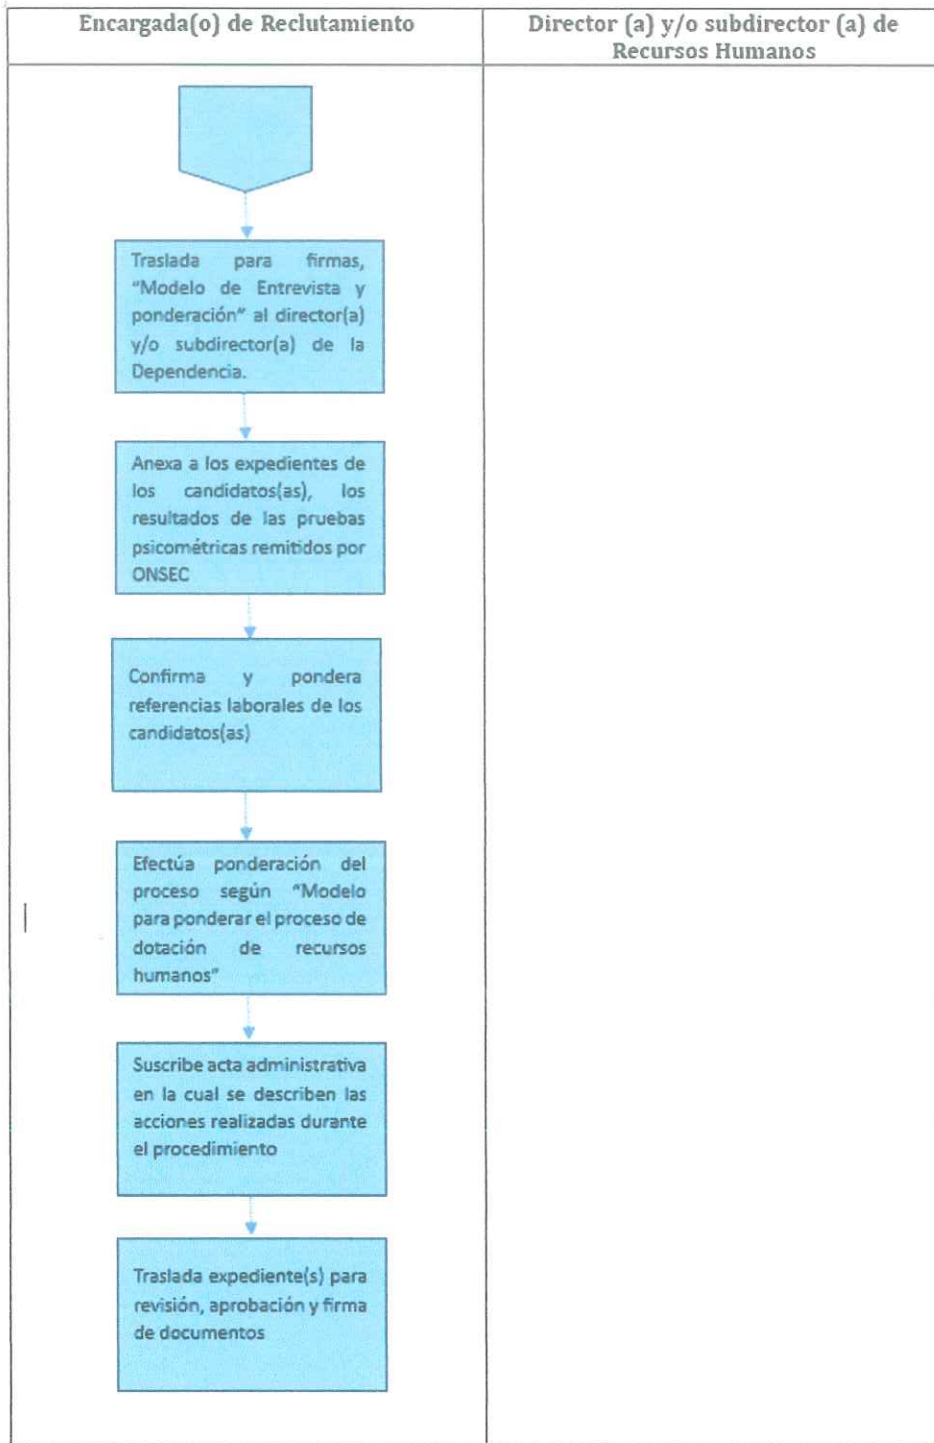 Encargada(o) de Reclutamiento
Director (a) y/o subdirector (a) de
Recursos Humanos
Traslada para firmas,
"Modelo de Entrevista y
ponderación" al director(a)
y/o subdirector(a) de la
Dependencia.
Anexa a los expedientes de
los candidatos(as), los
resultados de las pruebas
psicométricas remitidos por
ONSEC
Confirma y pondera
referencias laborales de los
candidatos(as)
Efectúa ponderación del
proceso según "Modelo
para ponderar el proceso de
dotación de recursos
humanos"
Suscribe acta administrativa
en la cual se describen las
acciones realizadas durante
el procedimiento
Traslada expediente(s) para
revisión, aprobación y firma
de documentos